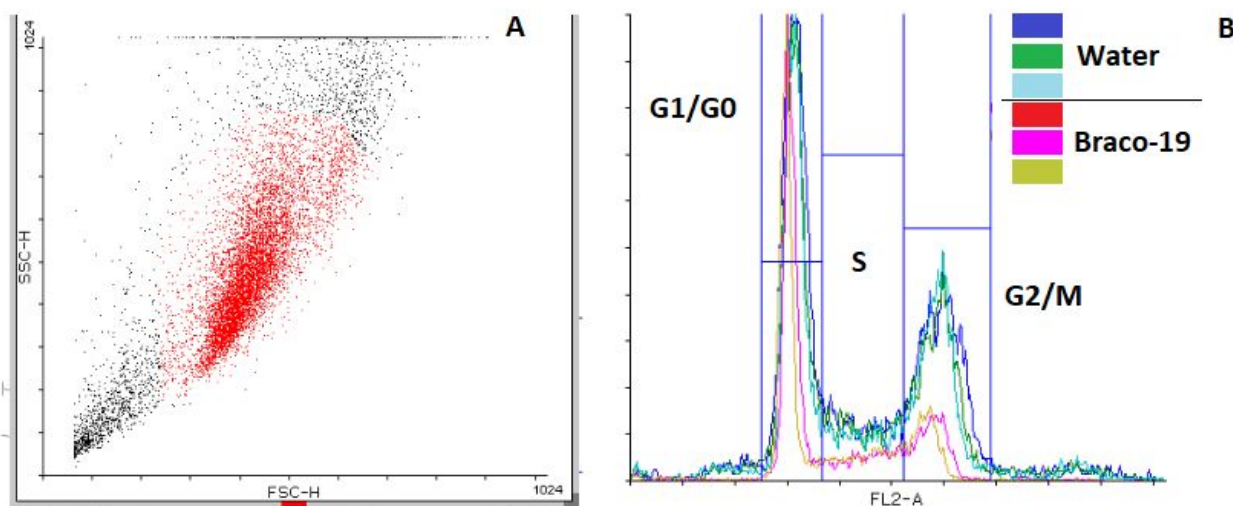 A
1024
SSC-H
FSC-H
1024
B
Water
Braco-19
G1/G0
S
G2/M
FL2-A